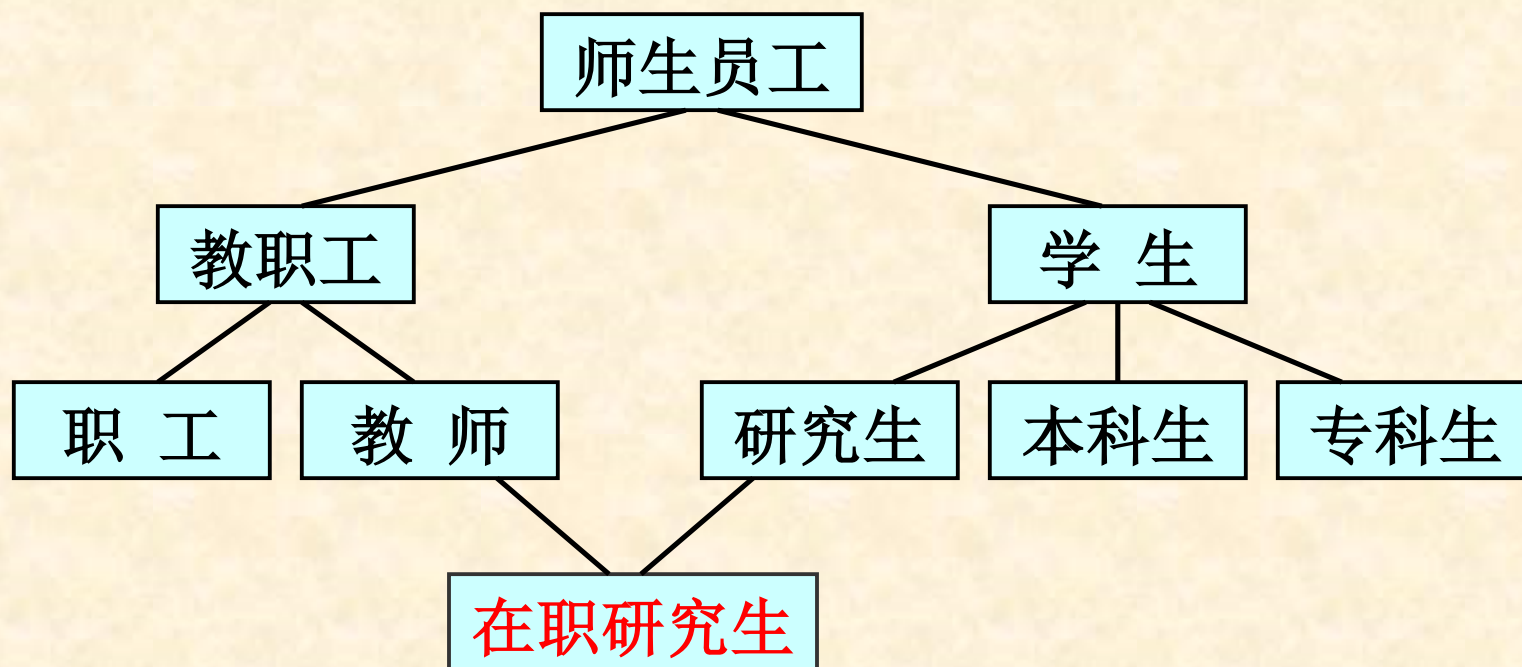 师生员工
教职工
学 生
职 工
教 师
研究生
本科生
专科生
在职研究生